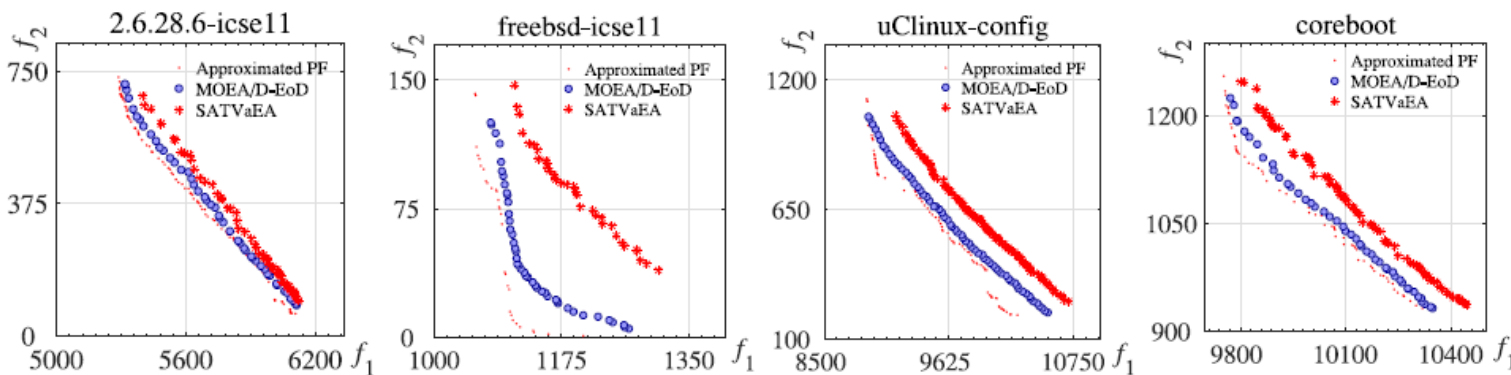 2.6.28.6-icse11
f2
750
375
0
5000
5600
6200
f1
Approximated PF
MOEA/D-EoD
SATVaEA
freebsd-icse11
f2
150
75
0
1000
1175
1350
f1
Approximated PF
MOEA/D-EoD
SATVaEA
uClinux-config
f2
1200
650
100
8500
9625
10750
f1
Approximated PF
MOEA/D-EoD
SATVaEA
coreboot
f2
1200
1050
900
9800
10100
10400
f1
Approximated PF
MOEA/D-EoD
SATVaEA